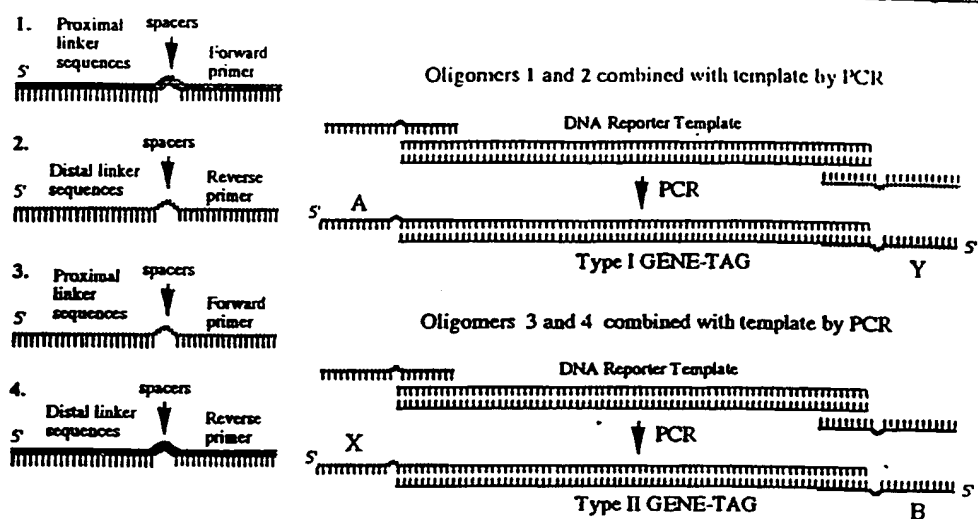 1.
Proximal
linker
sequences
spacers
Forward
primer
5'
2.
Distal linker
sequences
spacers
Reverse
primer
5'
3.
Proximal
linker
sequences
spacers
Forward
primer
5'
4.
Distal linker
sequences
spacers
Reverse
primer
5'
Oligomers 1 and 2 combined with template by PCR
DNA Reporter Template
PCR
5' A
Type I GENE-TAG
Y 5'
Oligomers 3 and 4 combined with template by PCR
DNA Reporter Template
PCR
5' X
Type II GENE-TAG
B 5'